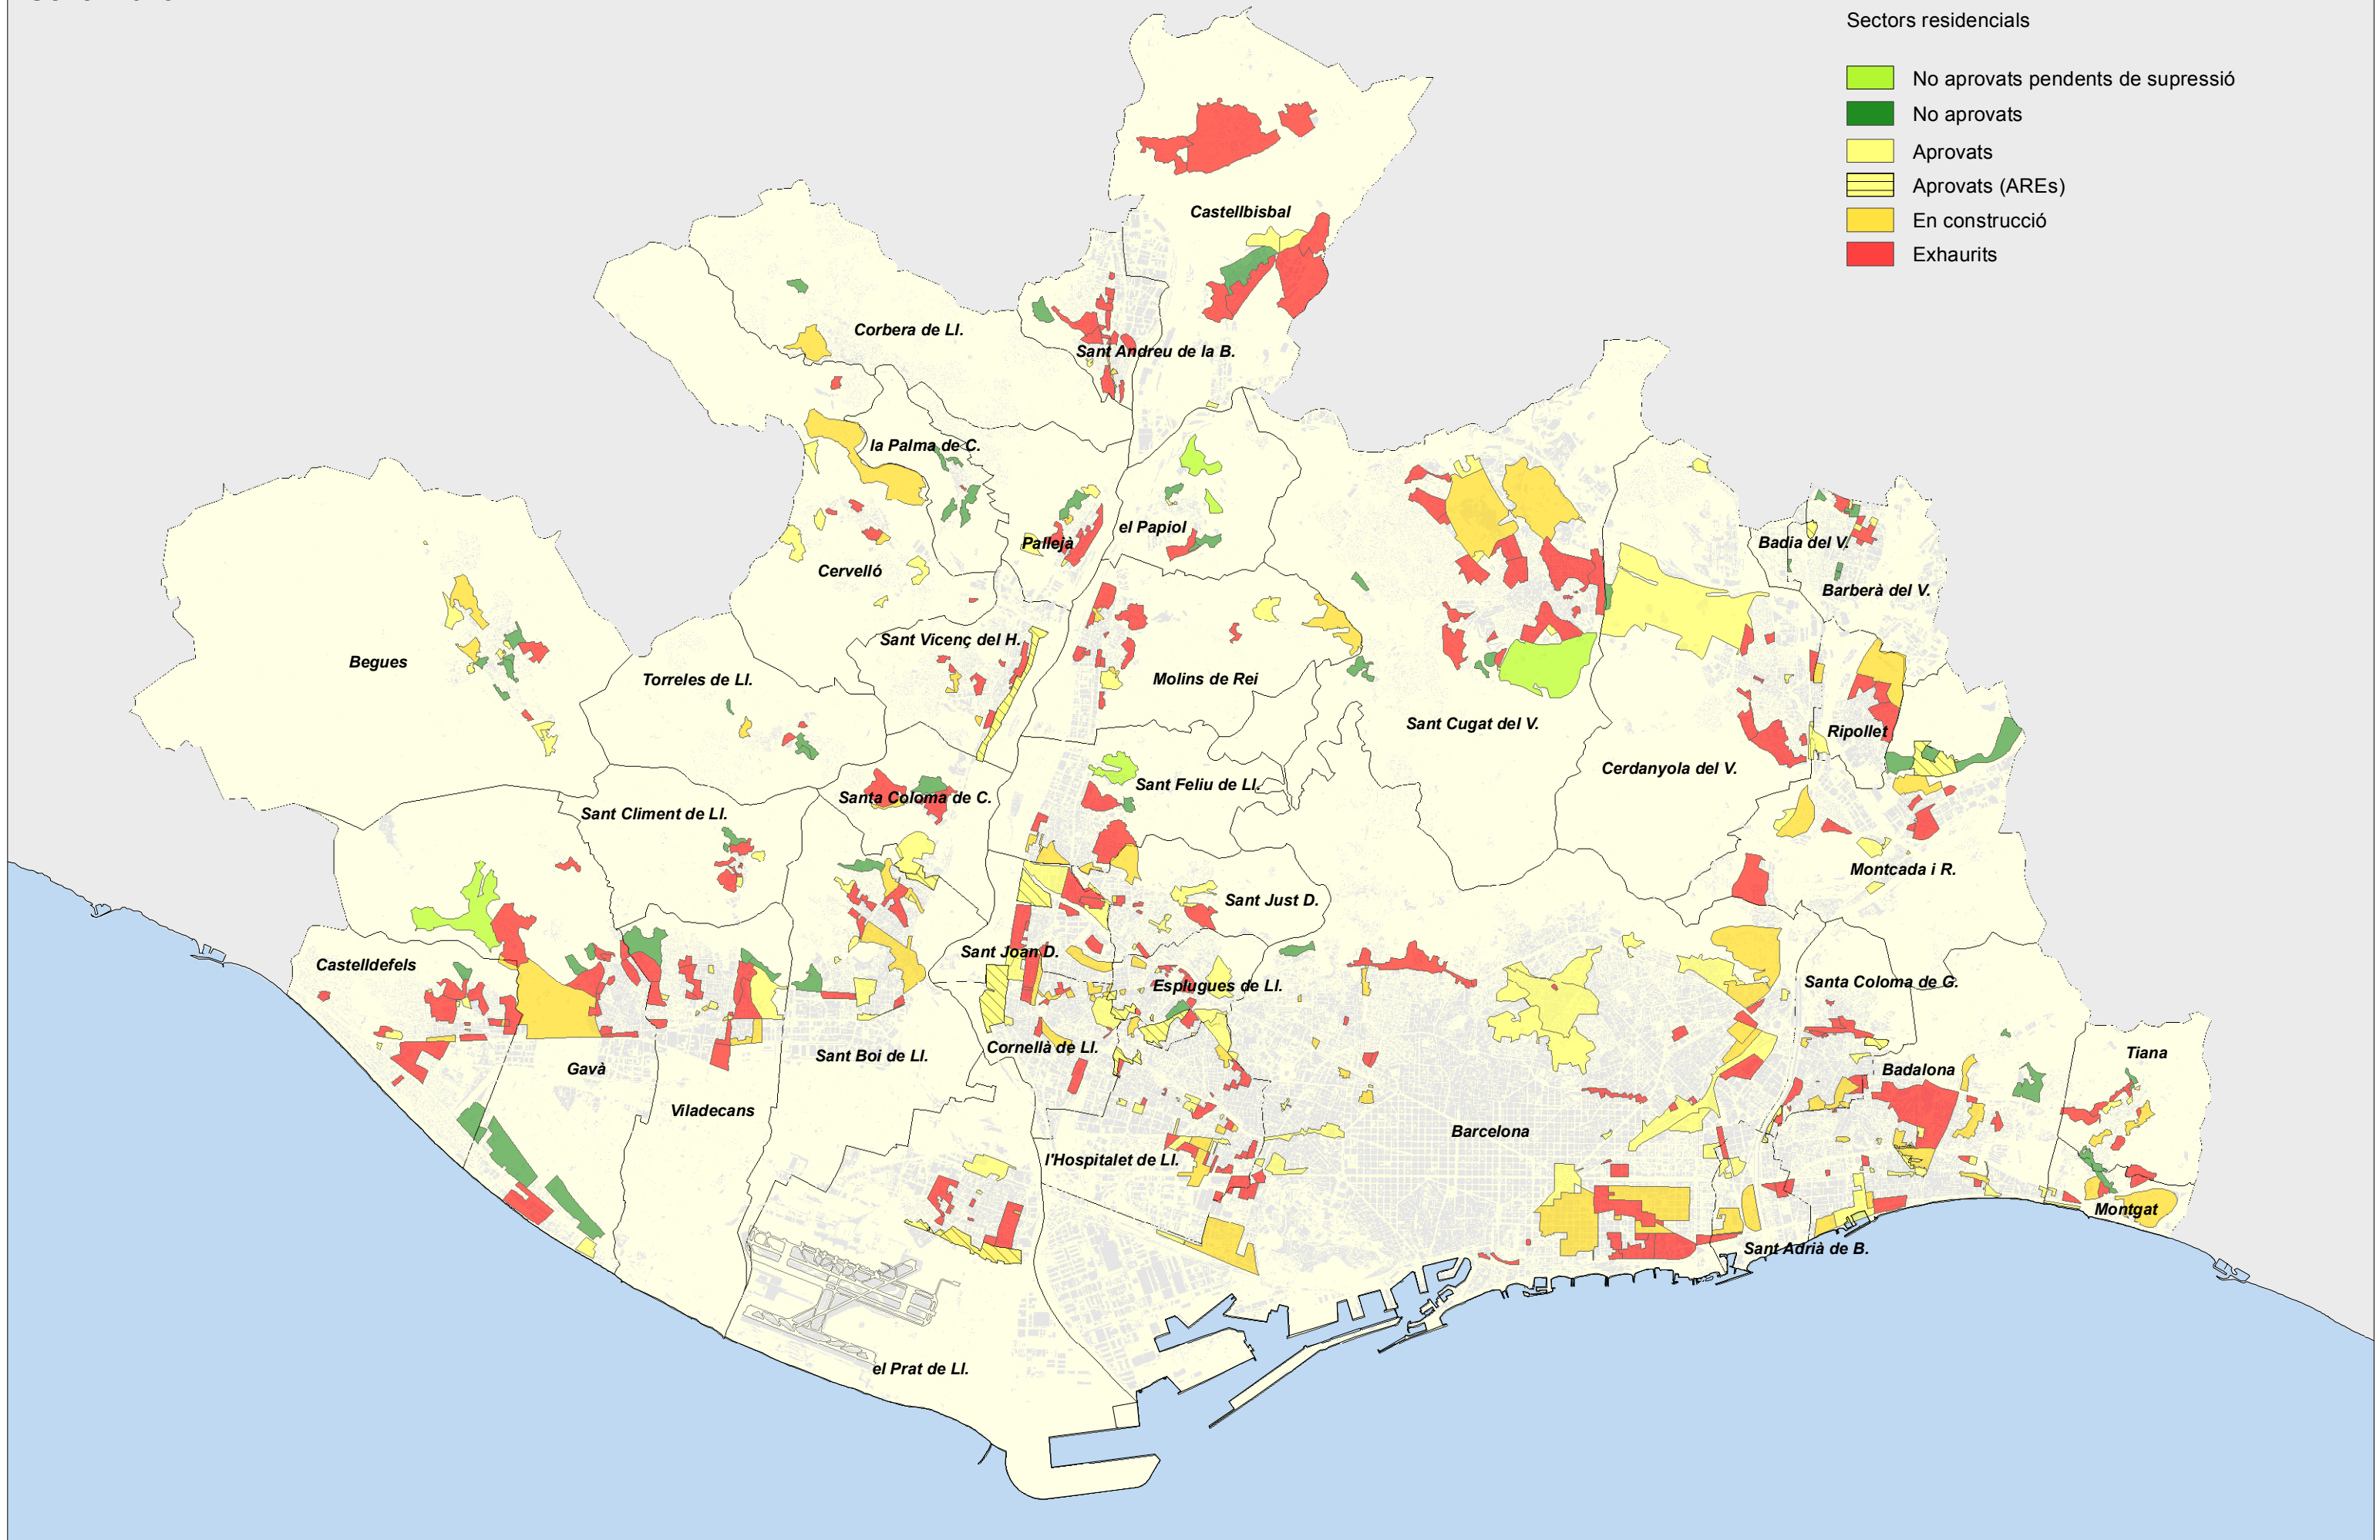 Sectors residencials
No aprovats pendents de supressió
No aprovats
Aprovats
Aprovats (AREs)
En construcció
Exhaurits
Castellbisbal
Corbera de Ll.
Sant Andreu de la B.
la Palma de C.
el Papiol
Pallejà
Badia del V.
Cervelló
Barberà del V.
Sant Vicenç del H.
Begues
Torreles de Ll.
Molins de Rei
Sant Cugat del V.
Ripollet
Cerdanyola del V.
Sant Feliu de Ll.
Santa Coloma de C.
Sant Climent de Ll.
Montcada i R.
Sant Just D.
Sant Joan D.
Castelldefels
Santa Coloma de G.
Esplugues de Ll.
Cornellà de Ll.
Sant Boi de Ll.
Tiana
Gavà
Badalona
Viladecans
Barcelona
l'Hospitalet de Ll.
Montgat
Sant Adrià de B.
el Prat de Ll.